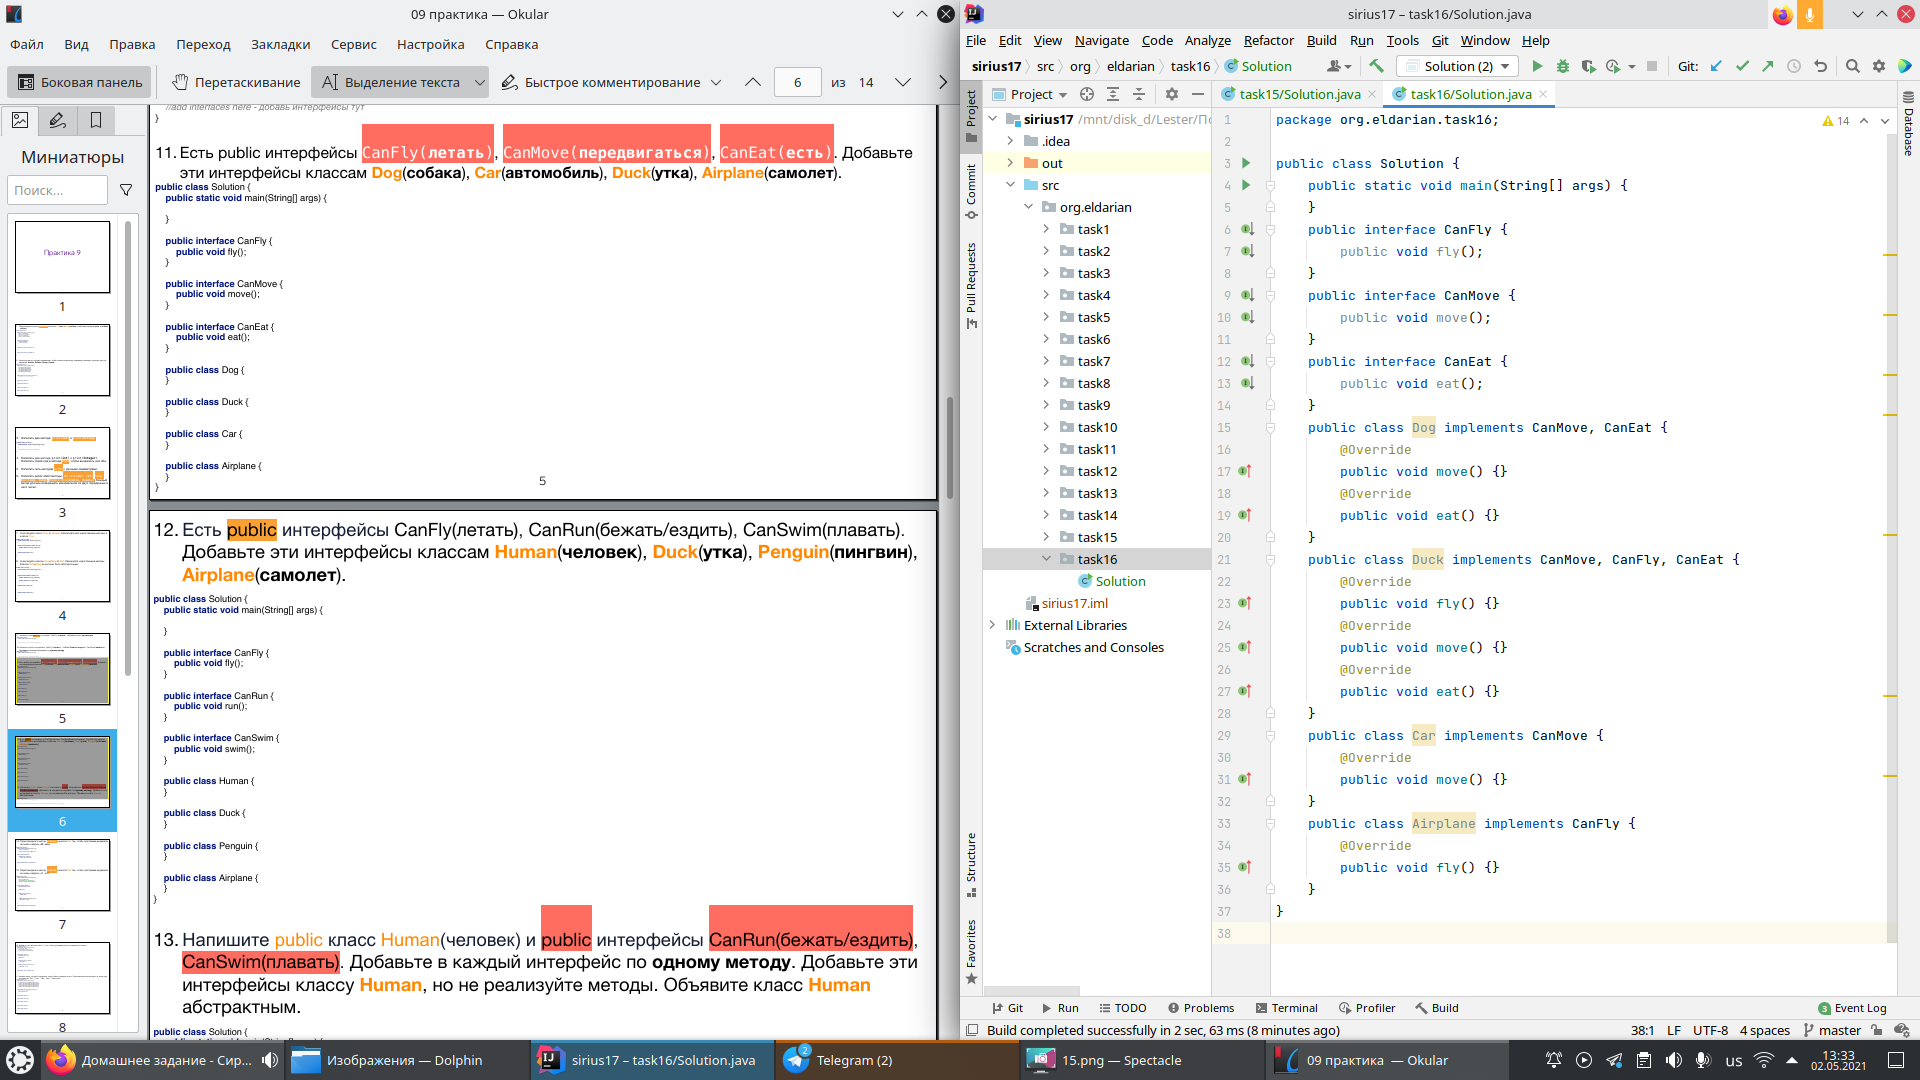 09 практика — Okular
Файл Вид Правка Переход Закладки Сервис Настройка Справка
Боковая панель Перетаскивание Выделение текста Быстрое комментирование 6 из 14
Миниатюры
Поиск...
Практика 9
1
2
3
4
5
6
7
8
//add interfaces here - добавь интерфейсы тут
}
11. Есть public интерфейсы CanFly(летать), CanMove(передвигаться), CanEat(есть). Добавьте
эти интерфейсы классам Dog(собака), Car(автомобиль), Duck(утка), Airplane(самолет).
public class Solution {
public static void main(String[] args) {
}
public interface CanFly {
public void fly();
}
public interface CanMove {
public void move();
}
public interface CanEat {
public void eat();
}
public class Dog {
}
public class Duck {
}
public class Car {
}
public class Airplane {
}
}
5
12. Есть public интерфейсы CanFly(летать), CanRun(бежать/ездить), CanSwim(плавать).
Добавьте эти интерфейсы классам Human(человек), Duck(утка), Penguin(пингвин),
Airplane(самолет).
public class Solution {
public static void main(String[] args) {
}
public interface CanFly {
public void fly();
}
public interface CanRun {
public void run();
}
public interface CanSwim {
public void swim();
}
public class Human {
}
public class Duck {
}
public class Penguin {
}
public class Airplane {
}
}
13. Напишите public класс Human(человек) и public интерфейсы CanRun(бежать/ездить),
CanSwim(плавать). Добавьте в каждый интерфейс по одному методу. Добавьте эти
интерфейсы классу Human, но не реализуйте методы. Объявите класс Human
абстрактным.
public class Solution {
sirius17 – task16/Solution.java
File Edit View Navigate Code Analyze Refactor Build Run Tools Git Window Help
sirius17 src org eldarian task16 Solution Solution (2) Git:
Project task15/Solution.java task16/Solution.java
Project
Commit
Pull Requests
Structure
Favorites
Database
sirius17 /mnt/disk_d/Lester/По
.idea
out
src
org.eldarian
task1
task2
task3
task4
task5
task6
task7
task8
task9
task10
task11
task12
task13
task14
task15
task16
Solution
sirius17.iml
External Libraries
Scratches and Consoles
14
1 package org.eldarian.task16;
2
3 public class Solution {
4 public static void main(String[] args) {
5 }
6 public interface CanFly {
7 public void fly();
8 }
9 public interface CanMove {
10 public void move();
11 }
12 public interface CanEat {
13 public void eat();
14 }
15 public class Dog implements CanMove, CanEat {
16 @Override
17 public void move() {}
18 @Override
19 public void eat() {}
20 }
21 public class Duck implements CanMove, CanFly, CanEat {
22 @Override
23 public void fly() {}
24 @Override
25 public void move() {}
26 @Override
27 public void eat() {}
28 }
29 public class Car implements CanMove {
30 @Override
31 public void move() {}
32 }
33 public class Airplane implements CanFly {
34 @Override
35 public void fly() {}
36 }
37 }
38
Git Run TODO Problems Terminal Profiler Build 3 Event Log
Build completed successfully in 2 sec, 63 ms (8 minutes ago) 38:1 LF UTF-8 4 spaces master
Домашнее задание - Сир... Изображения — Dolphin sirius17 – task16/Solution.java 2 Telegram (2) 15.png — Spectacle 09 практика — Okular us 13:33
02.05.2021